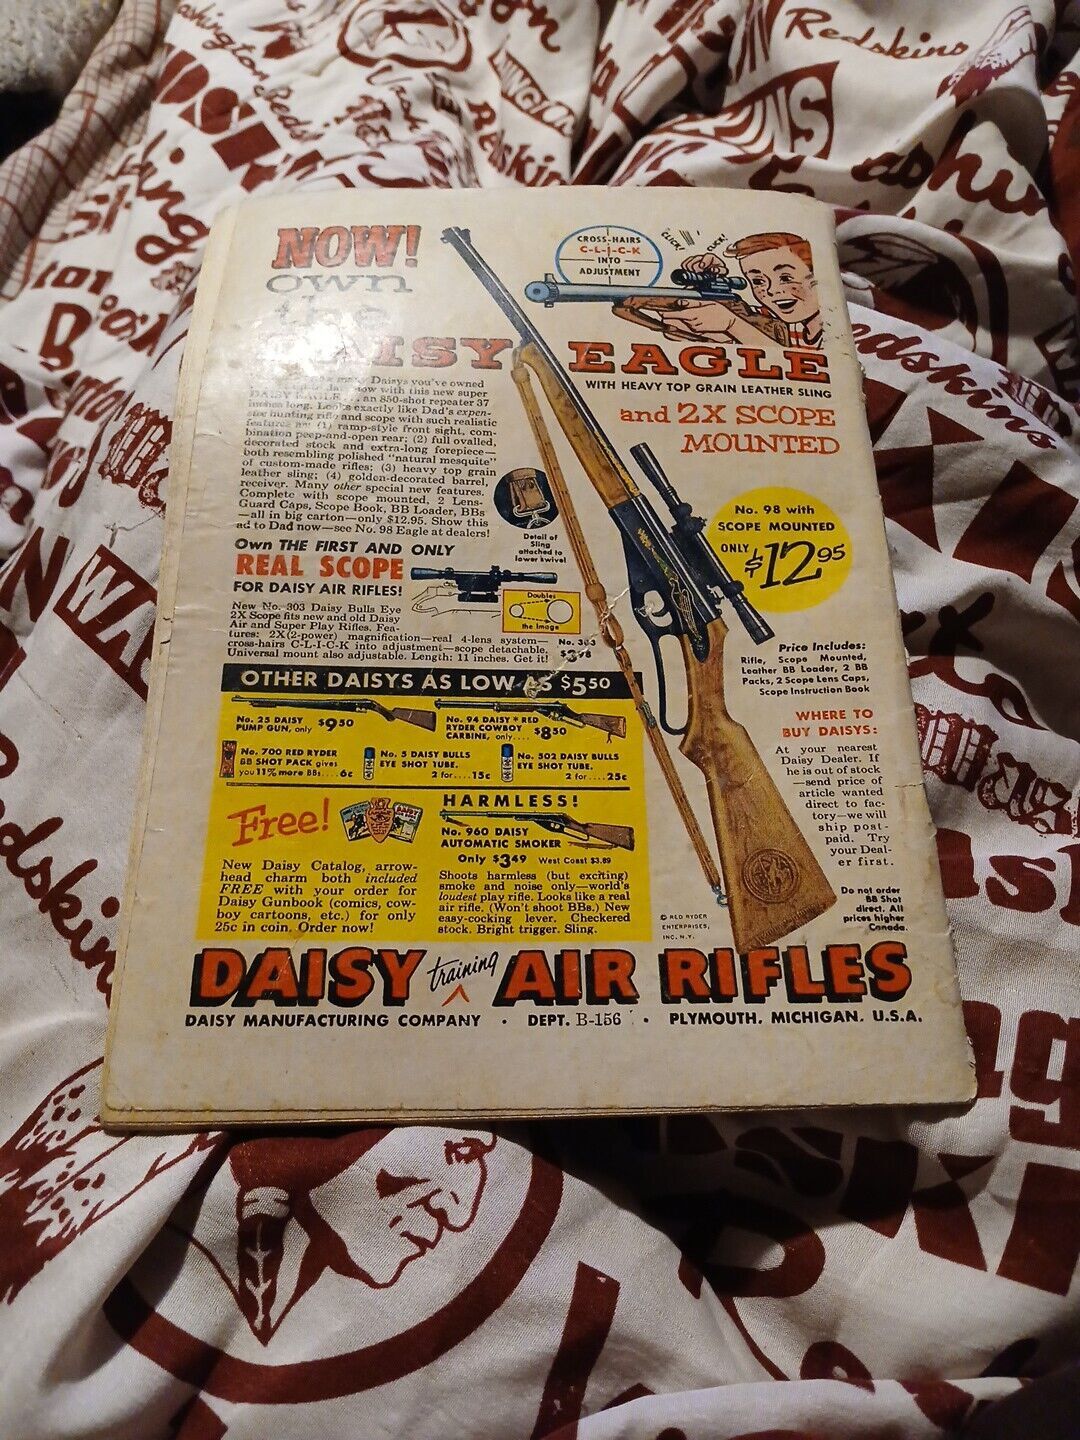 NOW!
own
the
DAISY EAGLE
CROSS-HAIRS
C-L-I-C-K
INTO
ADJUSTMENT
CLICK!
CLICK!
WITH HEAVY TOP GRAIN LEATHER SLING
and 2X SCOPE
MOUNTED
Daisys you've owned
now with this new super
DAISY EAGLE an 850-shot repeater 37
inches long. Looks exactly like Dad's expen-
sive hunting rifle and scope with such realistic
features as: (1) ramp-style front sight, com-
bination peep-and-open rear; (2) full ovalled,
decorated stock and extra-long forepiece—
both resembling polished "natural mesquite"
of custom-made rifles; (3) heavy top grain
leather sling; (4) golden-decorated barrel,
receiver. Many other special new features.
Complete with scope mounted, 2 Lens-
Guard Caps, Scope Book, BB Loader, BBs
—all in big carton—only $12.95. Show this
ad to Dad now—see No. 98 Eagle at dealers!
Detail of
Sling
attached to
lower swivel
No. 98 with
SCOPE MOUNTED
ONLY $12.95
Own THE FIRST AND ONLY
REAL SCOPE
FOR DAISY AIR RIFLES!
Doubles
the Image
New No. 303 Daisy Bulls Eye
2X Scope fits new and old Daisy
Air and Super Play Rifles. Fea-
tures: 2X(2-power) magnification—real 4-lens system—
cross-hairs C-L-I-C-K into adjustment—scope detachable.
Universal mount also adjustable. Length: 11 inches. Get it!
No. 303
$3.98
Price Includes:
Rifle, Scope Mounted,
Leather BB Loader, 2 BB
Packs, 2 Scope Lens Caps,
Scope Instruction Book
OTHER DAISYS AS LOW AS $5.50
No. 25 DAISY
PUMP GUN, only $9.50
No. 94 DAISY * RED
RYDER COWBOY
CARBINE, only.... $8.50
No. 700 RED RYDER
BB SHOT PACK gives
you 11% more BBs....6c
No. 5 DAISY BULLS
EYE SHOT TUBE.
2 for....15c
No. 502 DAISY BULLS
EYE SHOT TUBE.
2 for....25c
WHERE TO
BUY DAISYS:
At your nearest
Daisy Dealer. If
he is out of stock
—send price of
article wanted
direct to fac-
tory—we will
ship post-
paid. Try
your Deal-
er first.
Free!
New Daisy Catalog, arrow-
head charm both included
FREE with your order for
Daisy Gunbook (comics, cow-
boy cartoons, etc.) for only
25c in coin. Order now!
HARMLESS!
No. 960 DAISY
AUTOMATIC SMOKER
Only $3.49 West Coast $3.89
Shoots harmless (but exciting)
smoke and noise only—world's
loudest play rifle. Looks like a real
air rifle. (Won't shoot BBs.) New
easy-cocking lever. Checkered
stock. Bright trigger. Sling.
© RED RYDER
ENTERPRISES,
INC. N.Y.
Do not order
BB Shot
direct. All
prices higher
Canada.
DAISY training AIR RIFLES
DAISY MANUFACTURING COMPANY • DEPT. B-156 • PLYMOUTH, MICHIGAN, U.S.A.
Redskins
Redskins